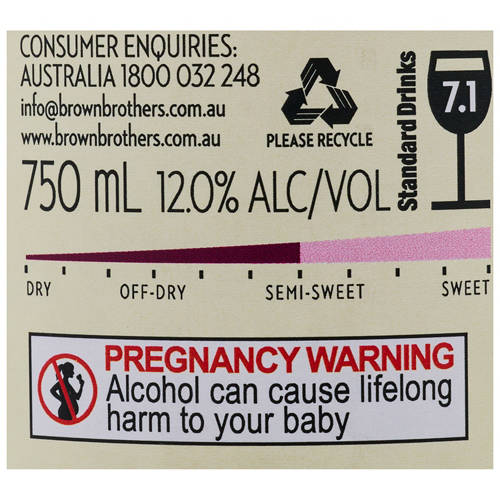 CONSUMER ENQUIRIES:
AUSTRALIA 1800 032 248
info@brownbrothers.com.au
www.brownbrothers.com.au
PLEASE RECYCLE
Standard Drinks
7.1
750 mL 12.0% ALC/VOL
DRY OFF-DRY SEMI-SWEET SWEET
PREGNANCY WARNING
Alcohol can cause lifelong
harm to your baby